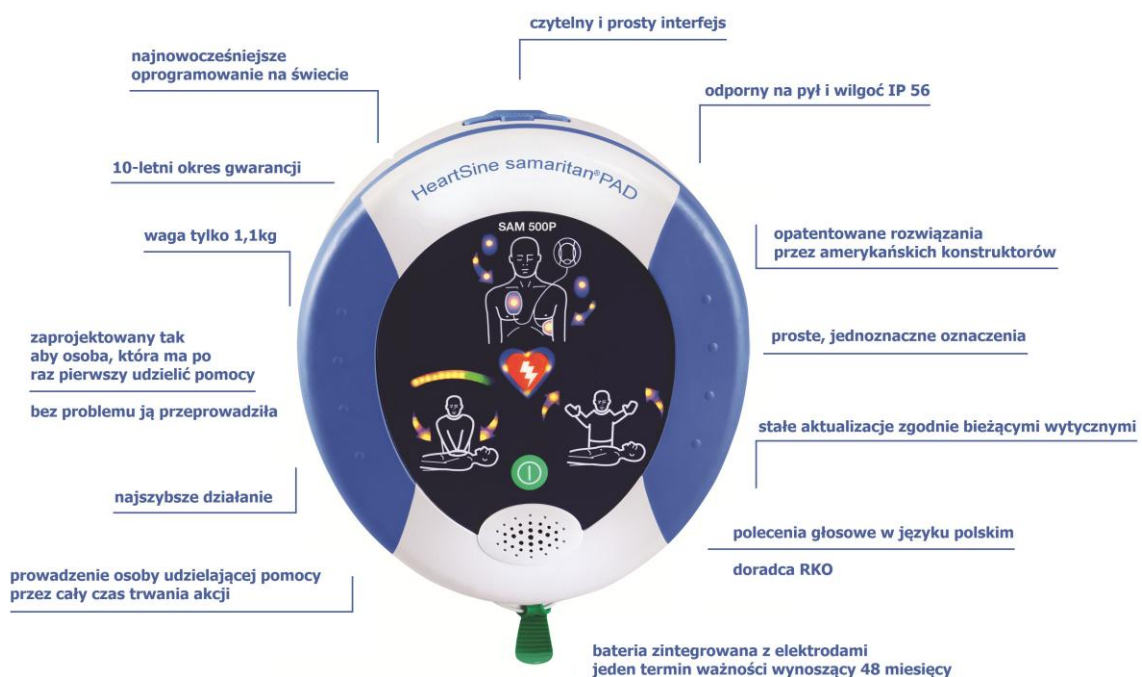 czytelny i prosty interfejs
najnowocześniejsze
oprogramowanie na świecie
odporny na pył i wilgoć IP 56
10-letni okres gwarancji
HeartSine samaritan®PAD
waga tylko 1,1kg
SAM 500P
opatentowane rozwiązania
przez amerykańskich konstruktorów
zaprojektowany tak
aby osoba, która ma po
raz pierwszy udzielić pomocy
bez problemu ją przeprowadziła
proste, jednoznaczne oznaczenia
stałe aktualizacje zgodnie bieżącymi wytycznymi
najszybsze działanie
polecenia głosowe w języku polskim
doradca RKO
prowadzenie osoby udzielającej pomocy
przez cały czas trwania akcji
bateria zintegrowana z elektrodami
jeden termin ważności wynoszący 48 miesięcy